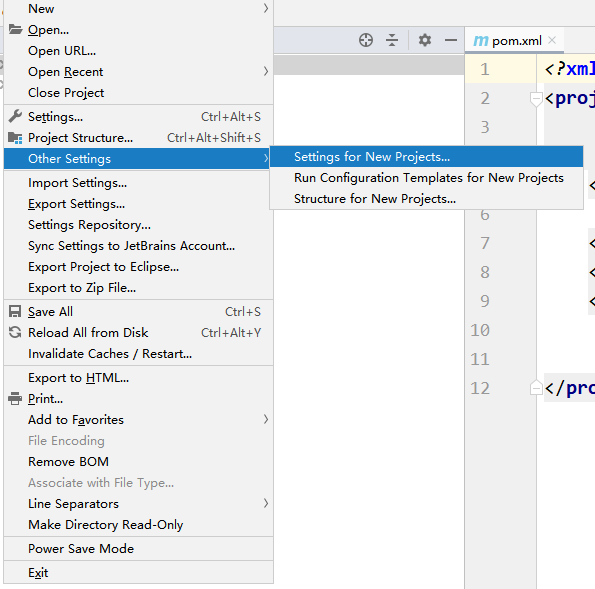 New
Open...
Open URL...
Open Recent
Close Project
Settings... Ctrl+Alt+S
Project Structure... Ctrl+Alt+Shift+S
Other Settings
Import Settings...
Export Settings...
Settings Repository...
Sync Settings to JetBrains Account...
Export Project to Eclipse...
Export to Zip File...
Save All Ctrl+S
Reload All from Disk Ctrl+Alt+Y
Invalidate Caches / Restart...
Export to HTML...
Print...
Add to Favorites
File Encoding
Remove BOM
Associate with File Type...
Line Separators
Make Directory Read-Only
Power Save Mode
Exit
Settings for New Projects...
Run Configuration Templates for New Projects
Structure for New Projects...
m pom.xml
1 <?xml
2 <proj
3
<
6
7 <
8 <
9 <
10
11
12 </pro